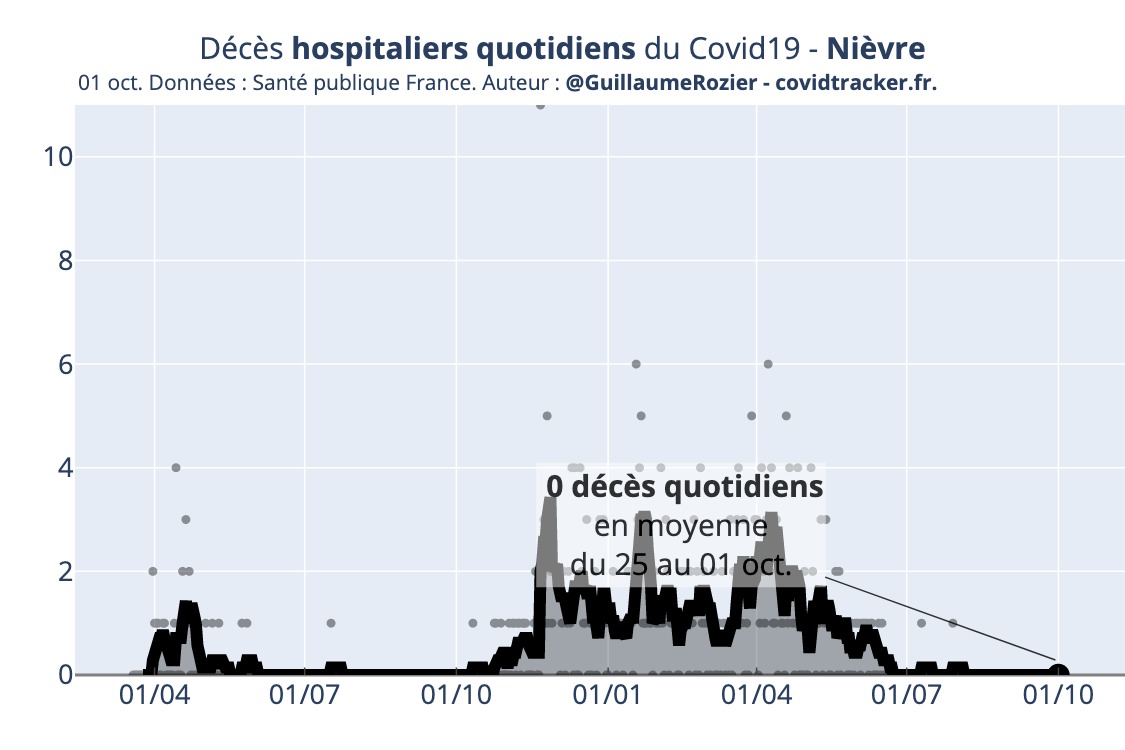 Décès hospitaliers quotidiens du Covid19 - Nièvre
01 oct. Données : Santé publique France. Auteur : @GuillaumeRozier - covidtracker.fr.
10
8
6
4
2
0
0 décès quotidiens
en moyenne
du 25 au 01 oct.
01/04 01/07 01/10 01/01 01/04 01/07 01/10